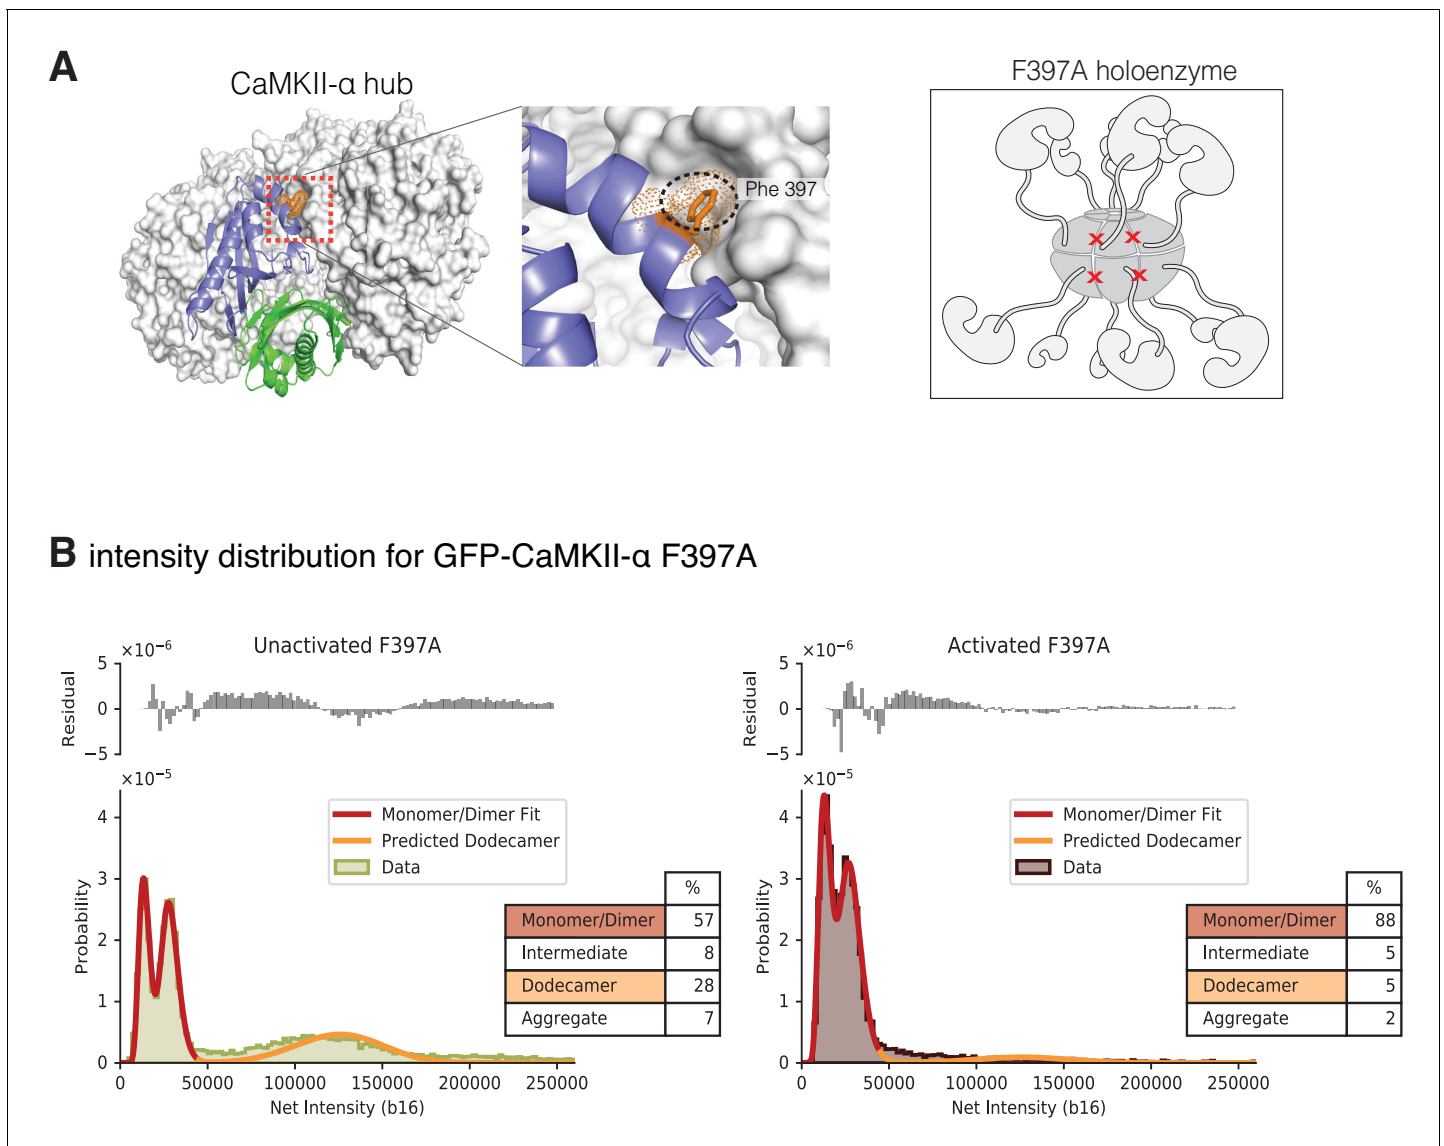 A
CaMKII-α hub
Phe 397
F397A holoenzyme
B intensity distribution for GFP-CaMKII-α F397A
Unactivated F397A
×10⁻⁶
Residual
5
0
−5
×10⁻⁵
Probability
4
3
2
1
0
Monomer/Dimer Fit
Predicted Dodecamer
Data
%
Monomer/Dimer 57
Intermediate 8
Dodecamer 28
Aggregate 7
0 50000 100000 150000 200000 250000
Net Intensity (b16)
Activated F397A
×10⁻⁶
Residual
5
0
−5
×10⁻⁵
Probability
4
3
2
1
0
Monomer/Dimer Fit
Predicted Dodecamer
Data
%
Monomer/Dimer 88
Intermediate 5
Dodecamer 5
Aggregate 2
0 50000 100000 150000 200000 250000
Net Intensity (b16)